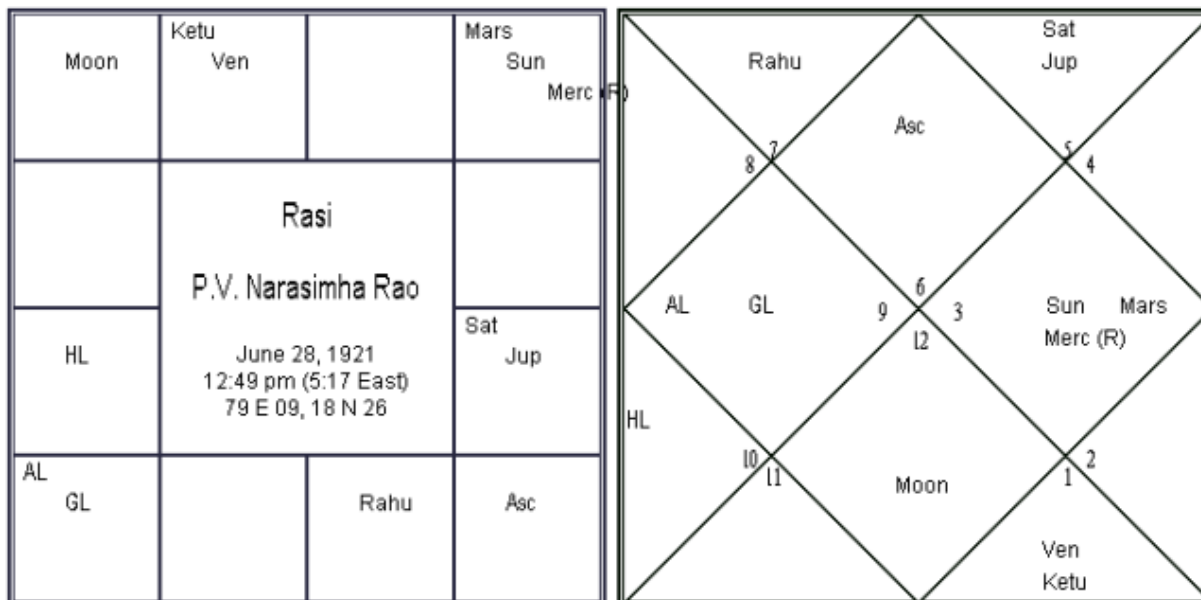 Ketu
Mars
Moon
Ven
Sun
Merc (R)
Rasi
P.V. Narasimha Rao
June 28, 1921
12:49 pm (5:17 East)
79 E 09, 18 N 26
HL
Sat
Jup
AL
GL
Rahu
Asc
Sat
Rahu
Jup
Asc
7
5
8
4
6
AL
GL
9
3
Sun
Mars
Merc (R)
12
HL
10
2
11
1
Moon
Ven
Ketu